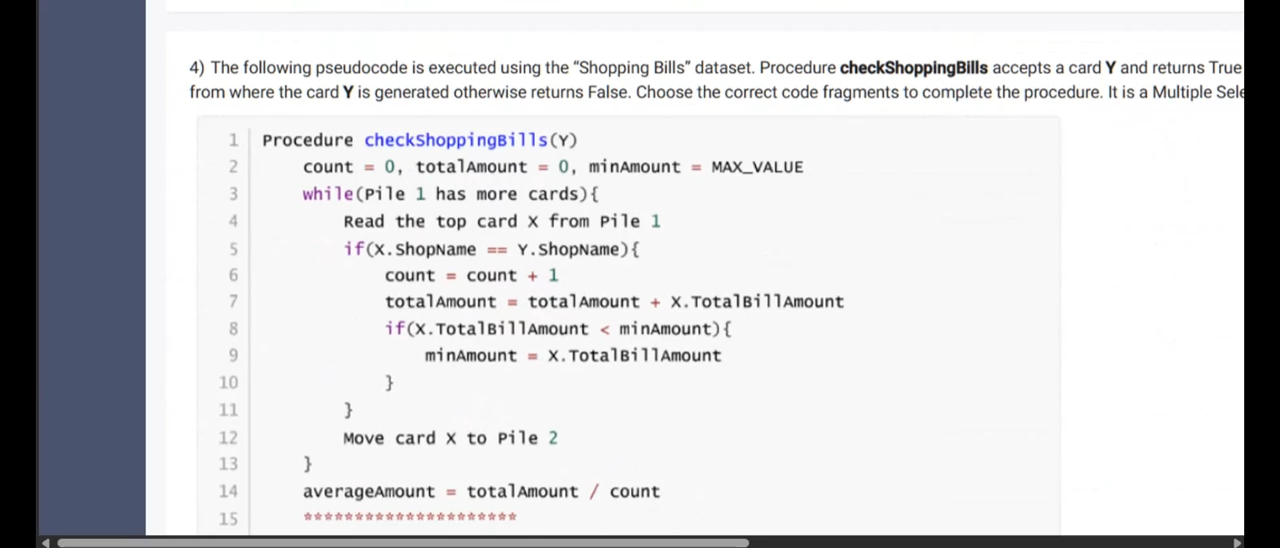 4) The following pseudocode is executed using the “Shopping Bills” dataset. Procedure checkShoppingBills accepts a card Y and returns True
from where the card Y is generated otherwise returns False. Choose the correct code fragments to complete the procedure. It is a Multiple Sele
1 Procedure checkShoppingBills(Y)
2 count = 0, totalAmount = 0, minAmount = MAX_VALUE
3 while(Pile 1 has more cards){
4 Read the top card X from Pile 1
5 if(X.ShopName == Y.ShopName){
6 count = count + 1
7 totalAmount = totalAmount + X.TotalBillAmount
8 if(X.TotalBillAmount < minAmount){
9 minAmount = X.TotalBillAmount
10 }
11 }
12 Move card X to Pile 2
13 }
14 averageAmount = totalAmount / count
15 *********************